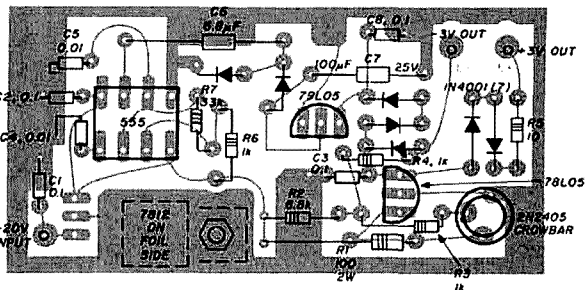 C5
0.01
C6
6.8µF
C8, 0.1
-3V OUT
+3V OUT
100µF
C7
25V
C2, 0.1
R7
3.3k
79L05
1N4001 (7)
555
C4, 0.01
R6
1k
R5
10
C3
0.1
R4, 1k
78L05
C1
0.1
R2
6.8k
2N2405
CROWBAR
-20V
INPUT
7812
ON
FOIL
SIDE
R1
100
2W
R3
1k